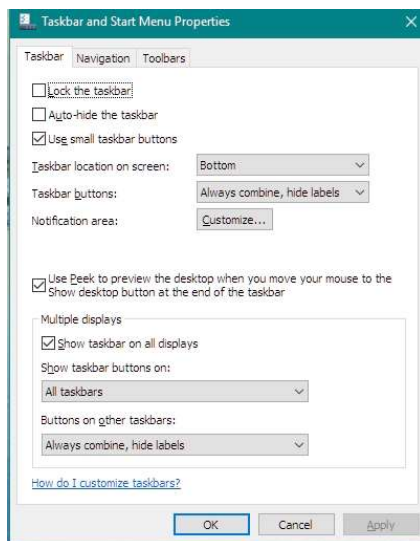 Taskbar and Start Menu Properties
Taskbar Navigation Toolbars
Lock the taskbar
Auto-hide the taskbar
Use small taskbar buttons
Taskbar location on screen: Bottom
Taskbar buttons: Always combine, hide labels
Notification area: Customize...
Use Peek to preview the desktop when you move your mouse to the
Show desktop button at the end of the taskbar
Multiple displays
Show taskbar on all displays
Show taskbar buttons on:
All taskbars
Buttons on other taskbars:
Always combine, hide labels
How do I customize taskbars?
OK Cancel Apply